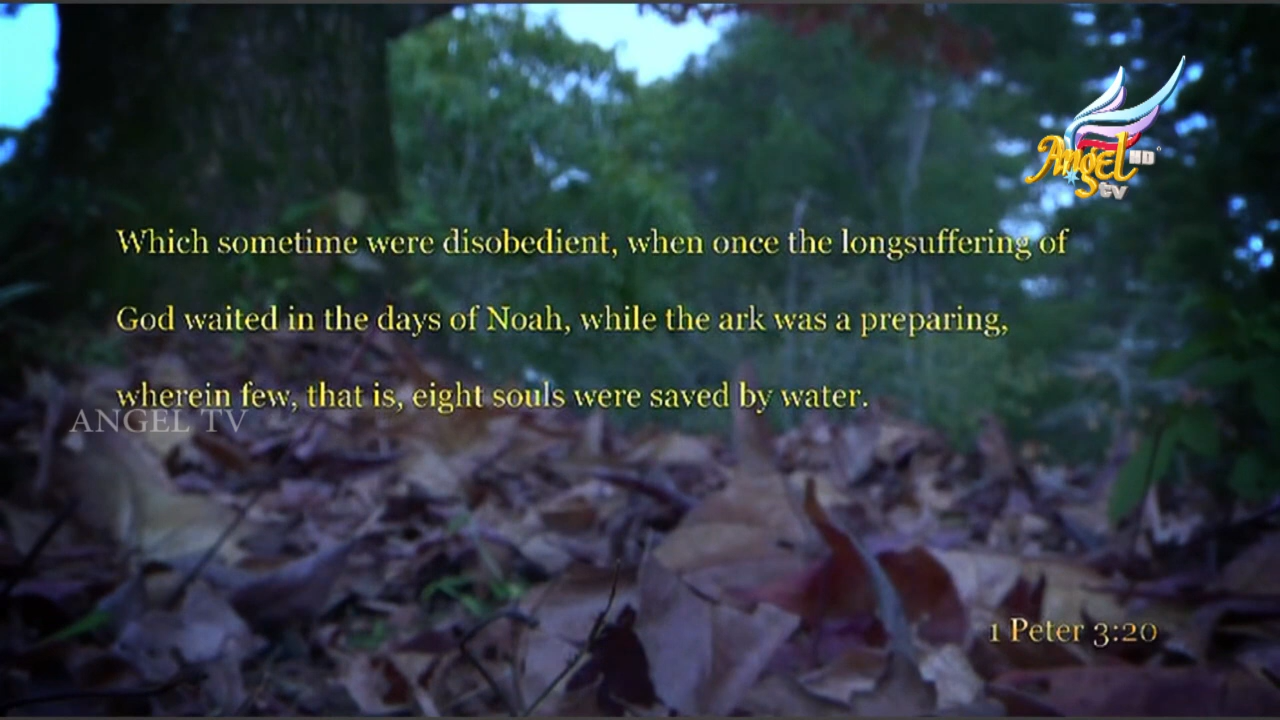 Angel HD
tv
Which sometime were disobedient, when once the longsuffering of
God waited in the days of Noah, while the ark was a preparing,
wherein few, that is, eight souls were saved by water.
ANGEL TV
1 Peter 3:20